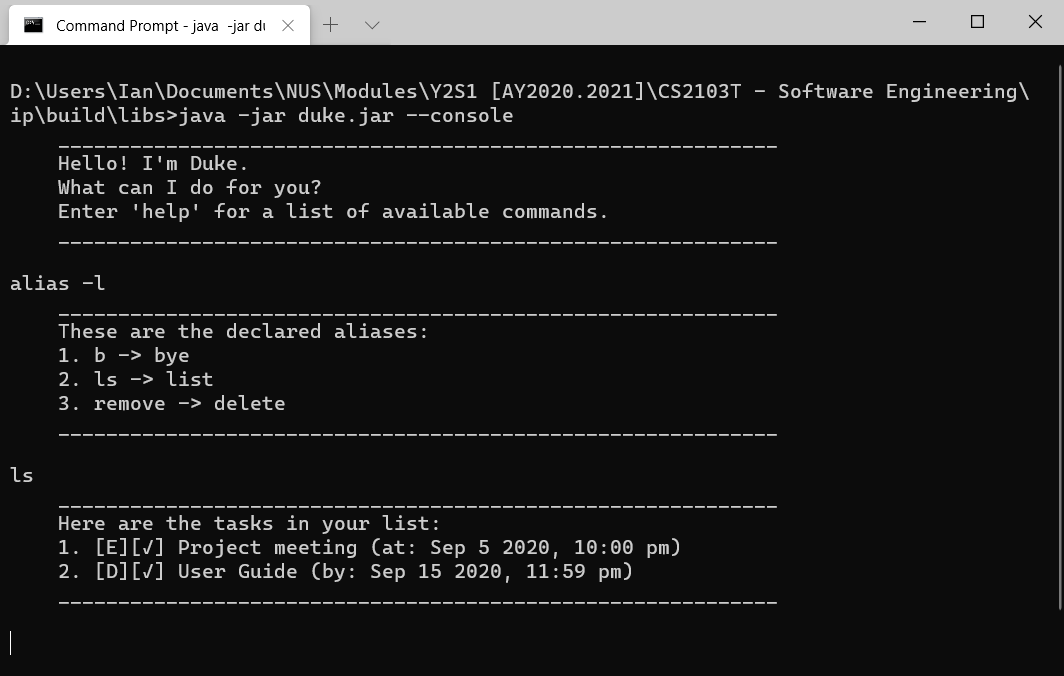 Command Prompt - java -jar du
D:\Users\Ian\Documents\NUS\Modules\Y2S1 [AY2020.2021]\CS2103T - Software Engineering\
ip\build\libs>java -jar duke.jar --console
____________________________________________________________
Hello! I'm Duke.
What can I do for you?
Enter 'help' for a list of available commands.
____________________________________________________________
alias -l
____________________________________________________________
These are the declared aliases:
1. b -> bye
2. ls -> list
3. remove -> delete
____________________________________________________________
ls
____________________________________________________________
Here are the tasks in your list:
1. [E][✓] Project meeting (at: Sep 5 2020, 10:00 pm)
2. [D][✓] User Guide (by: Sep 15 2020, 11:59 pm)
____________________________________________________________